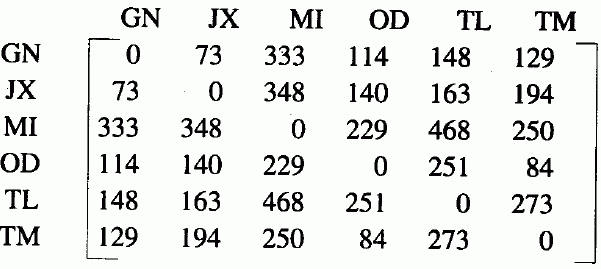 GN JX MI OD TL TM
GN 0 73 333 114 148 129
JX 73 0 348 140 163 194
MI 333 348 0 229 468 250
OD 114 140 229 0 251 84
TL 148 163 468 251 0 273
TM 129 194 250 84 273 0